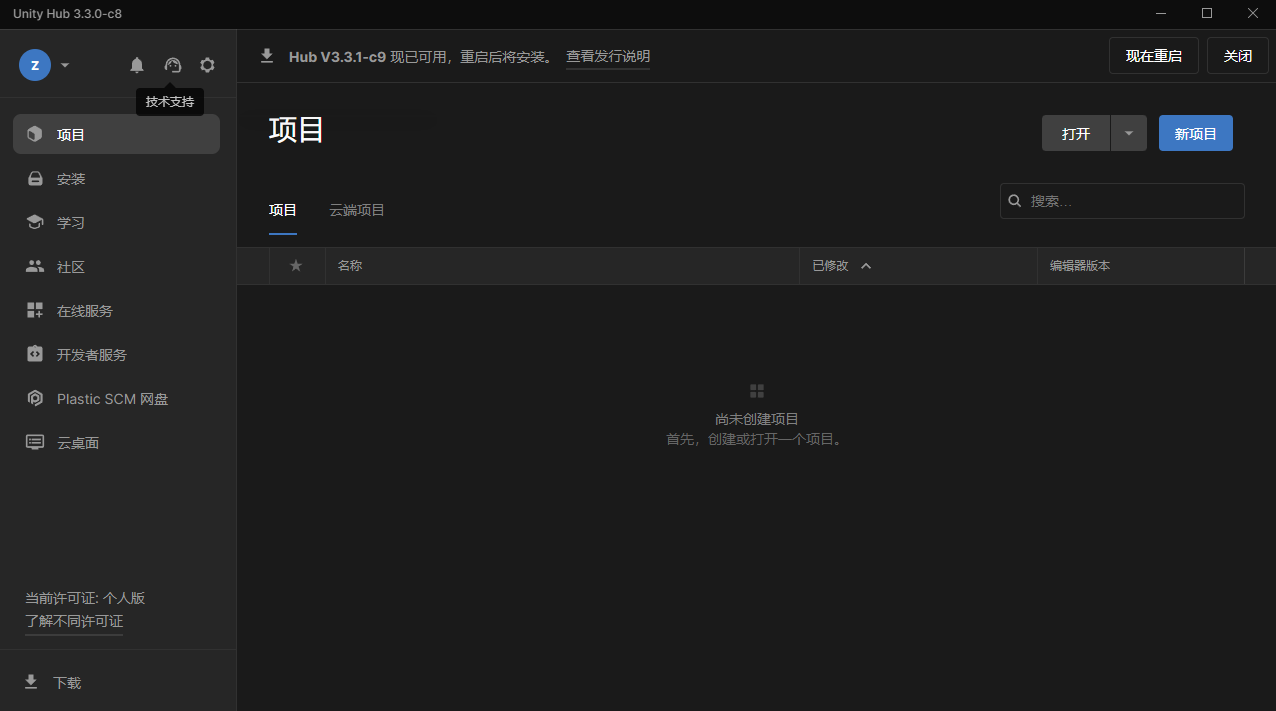 Unity Hub 3.3.0-c8
z
技术支持
项目
安装
学习
社区
在线服务
开发者服务
Plastic SCM 网盘
云桌面
当前许可证: 个人版
了解不同许可证
下载
Hub V3.3.1-c9 现已可用，重启后将安装。 查看发行说明
现在重启
关闭
项目
打开
新项目
项目
云端项目
搜索...
名称
已修改
编辑器版本
尚未创建项目
首先，创建或打开一个项目。